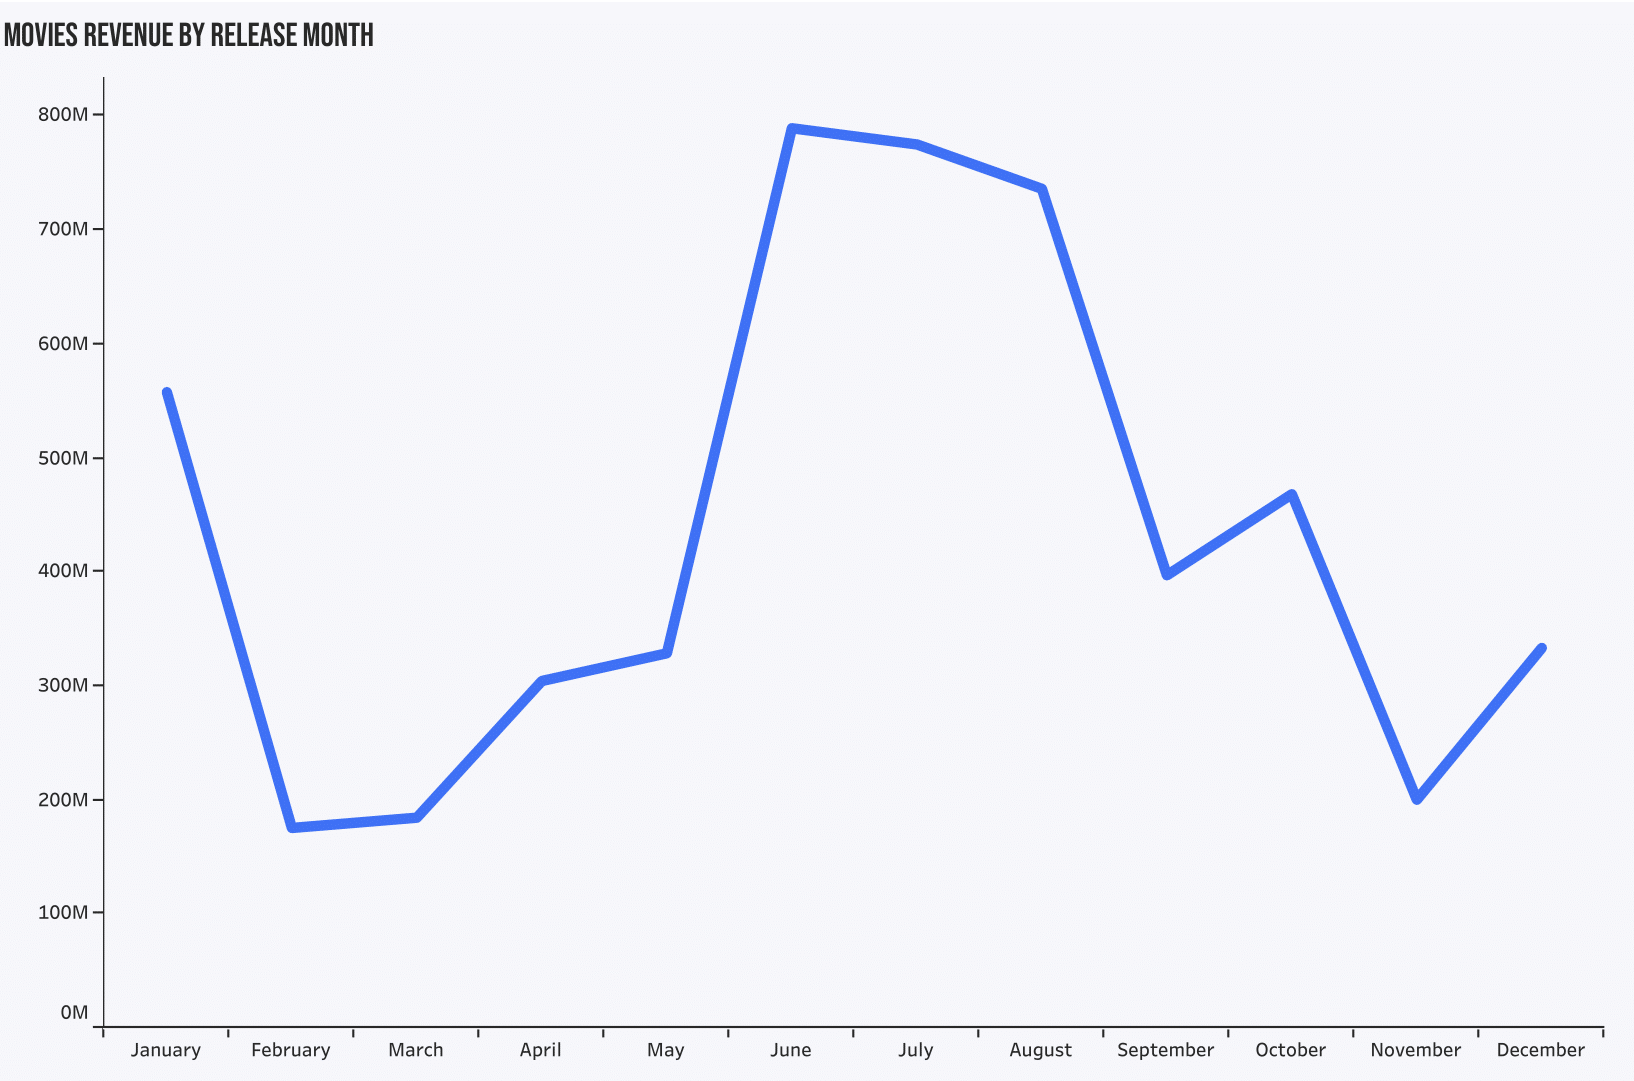 MOVIES REVENUE BY RELEASE MONTH
800M
700M
600M
500M
400M
300M
200M
100M
0M
January February March April May June July August September October November December